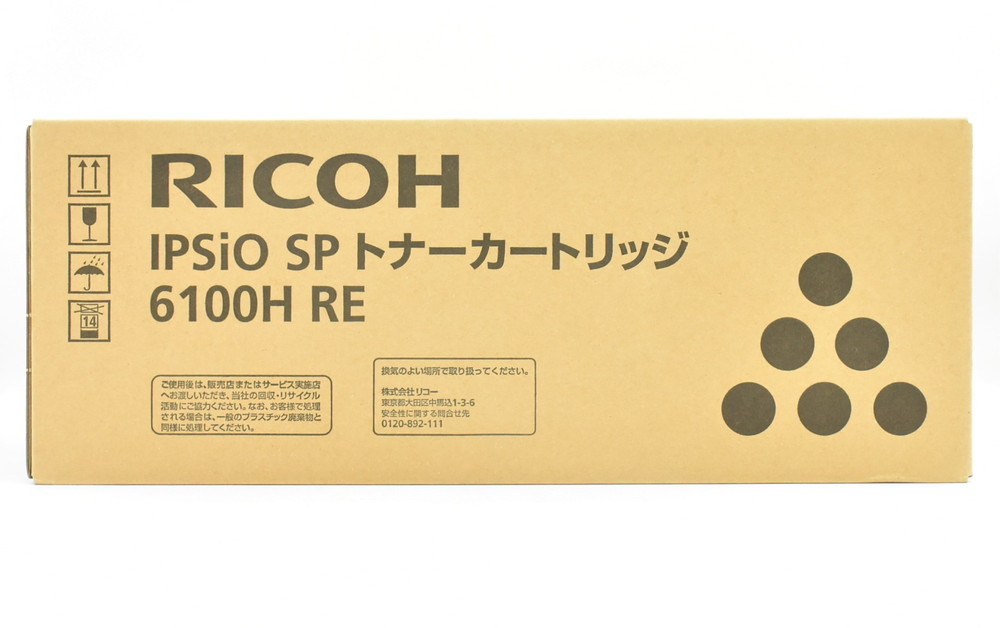 RICOH
IPSiO SP トナーカートリッジ
6100H RE
14
ご使用後は、販売店またはサービス実施店
へお渡しいただき、当社の回収・リサイクル
活動にご協力ください。なお、お客様で処理
される場合は、一般のプラスチック廃棄物と
同様に処理してください。
換気のよい場所で取り扱ってください。
株式会社リコー
東京都大田区中馬込1-3-6
安全性に関する問合せ先
0120-892-111